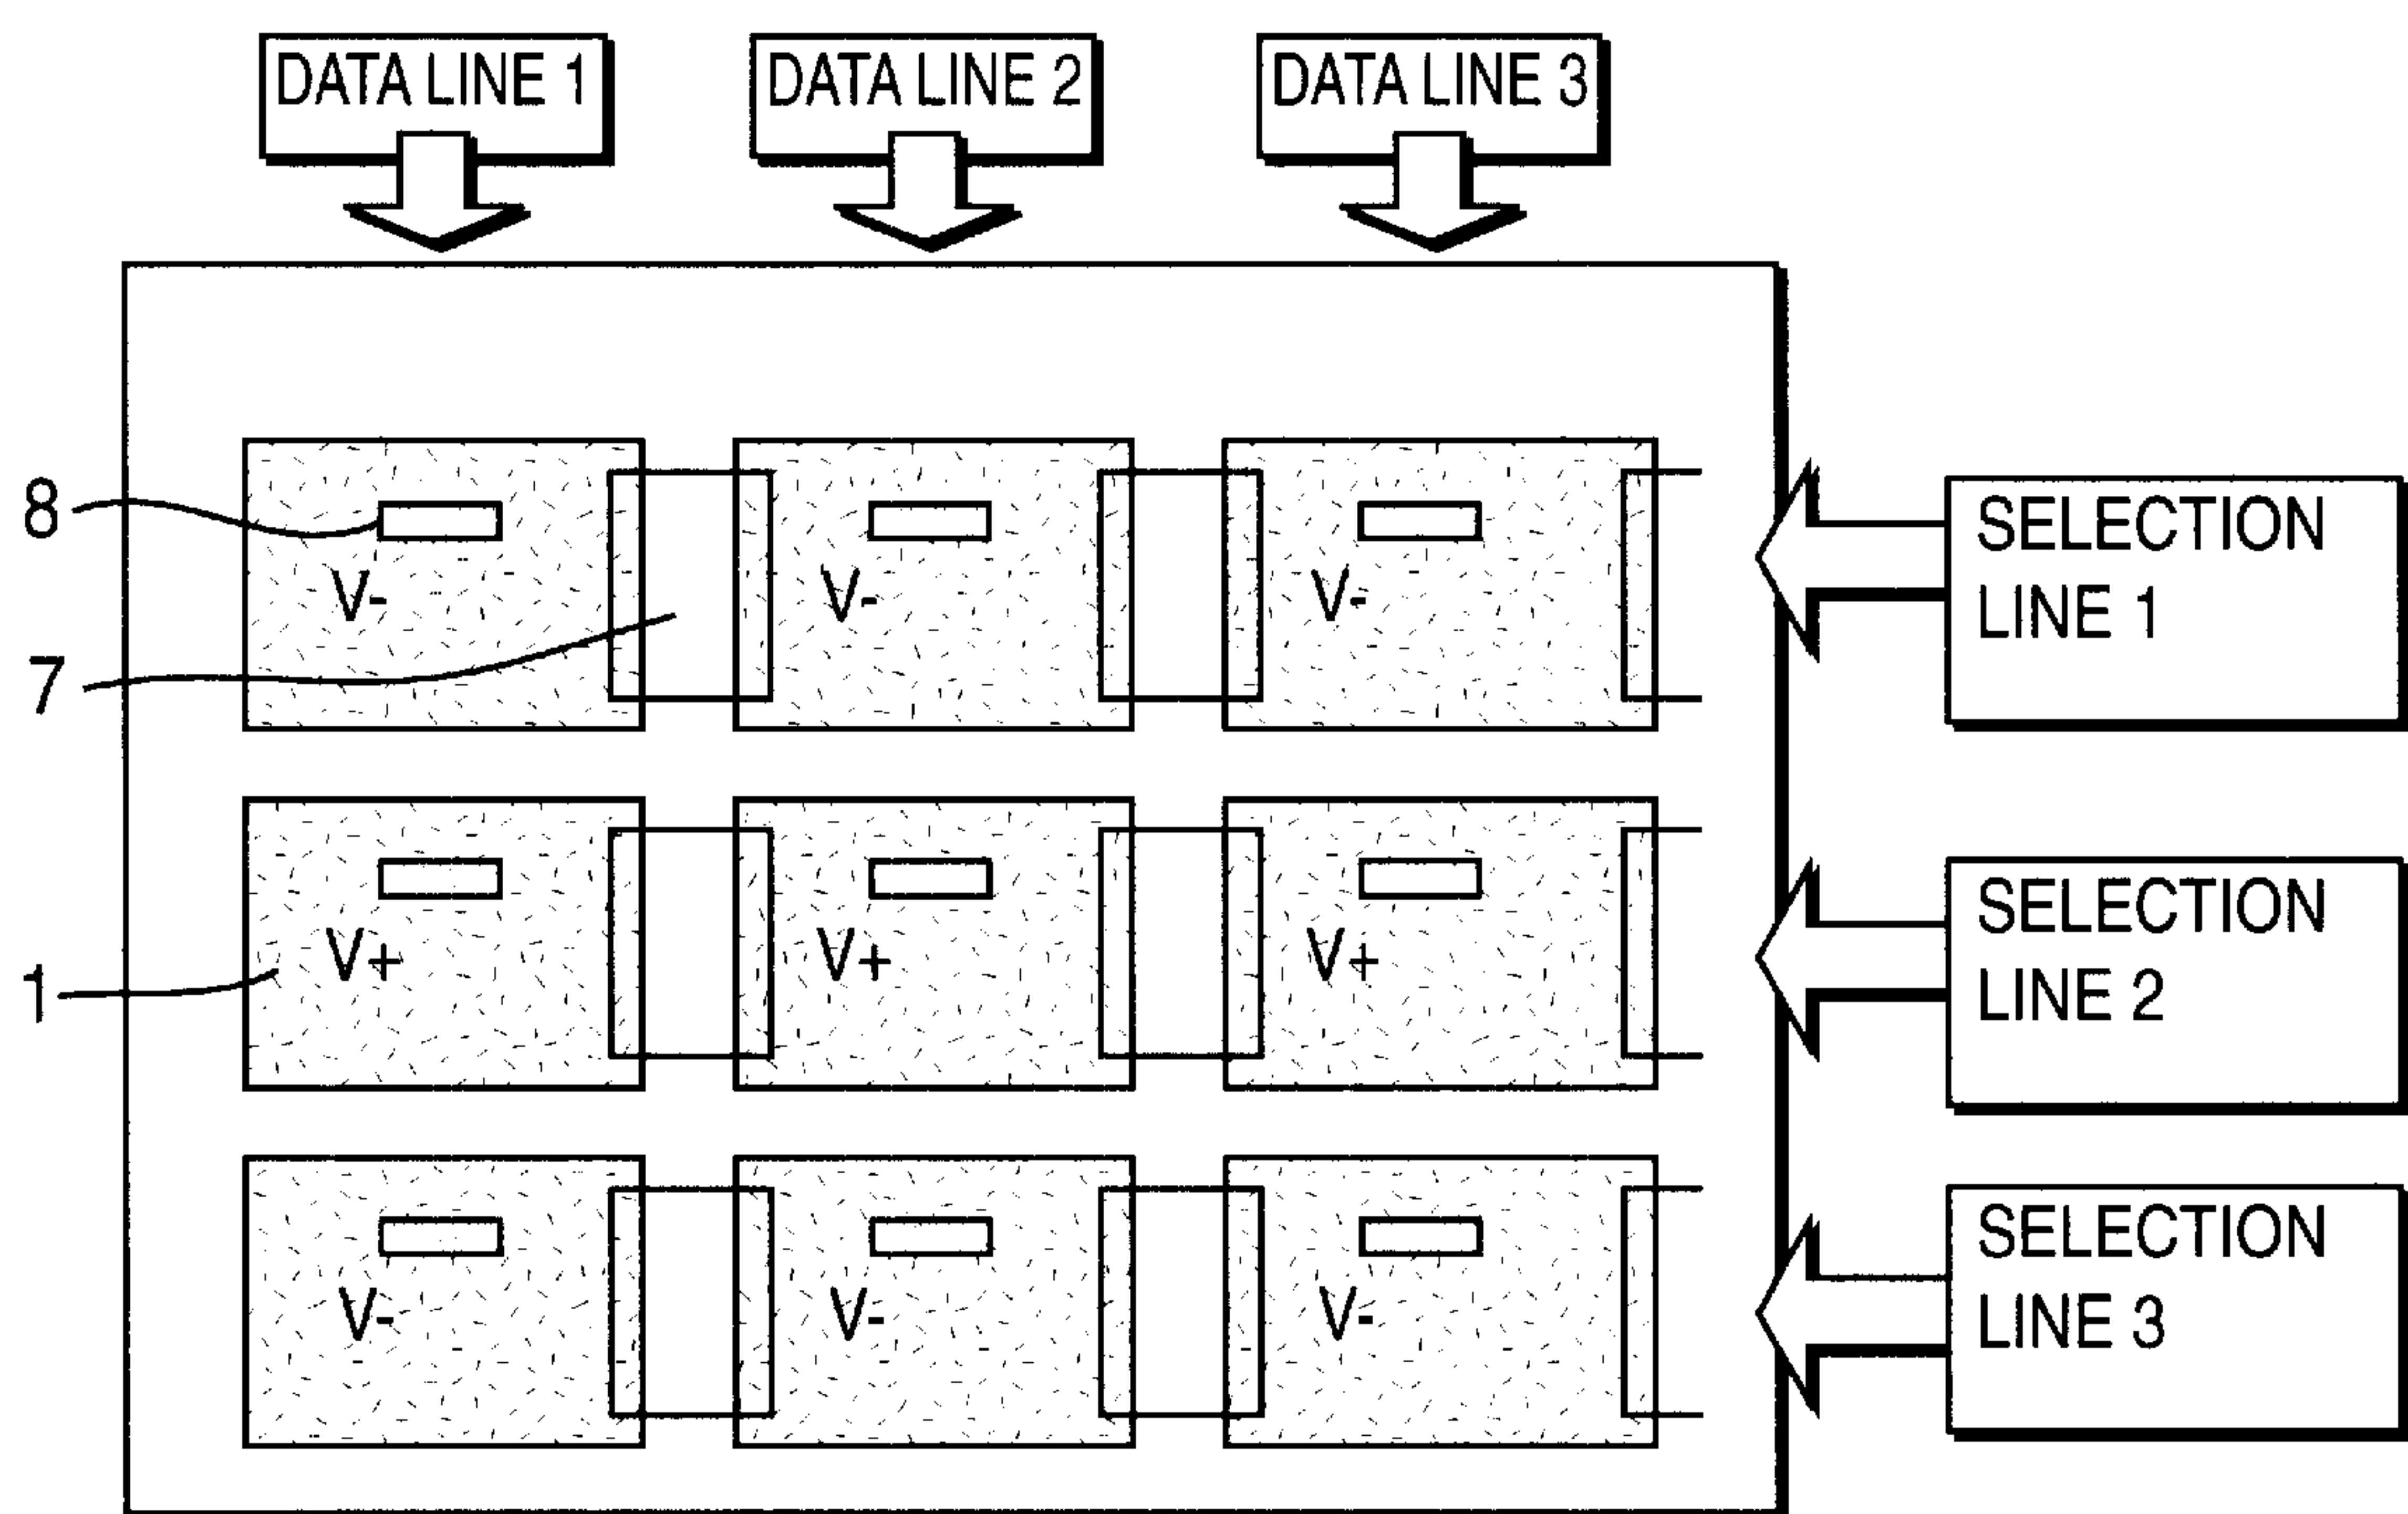 DATA LINE 1
DATA LINE 2
DATA LINE 3
8
V-
V-
V-
SELECTION
LINE 1
7
1
V+
V+
V+
SELECTION
LINE 2
V-
V-
V-
SELECTION
LINE 3